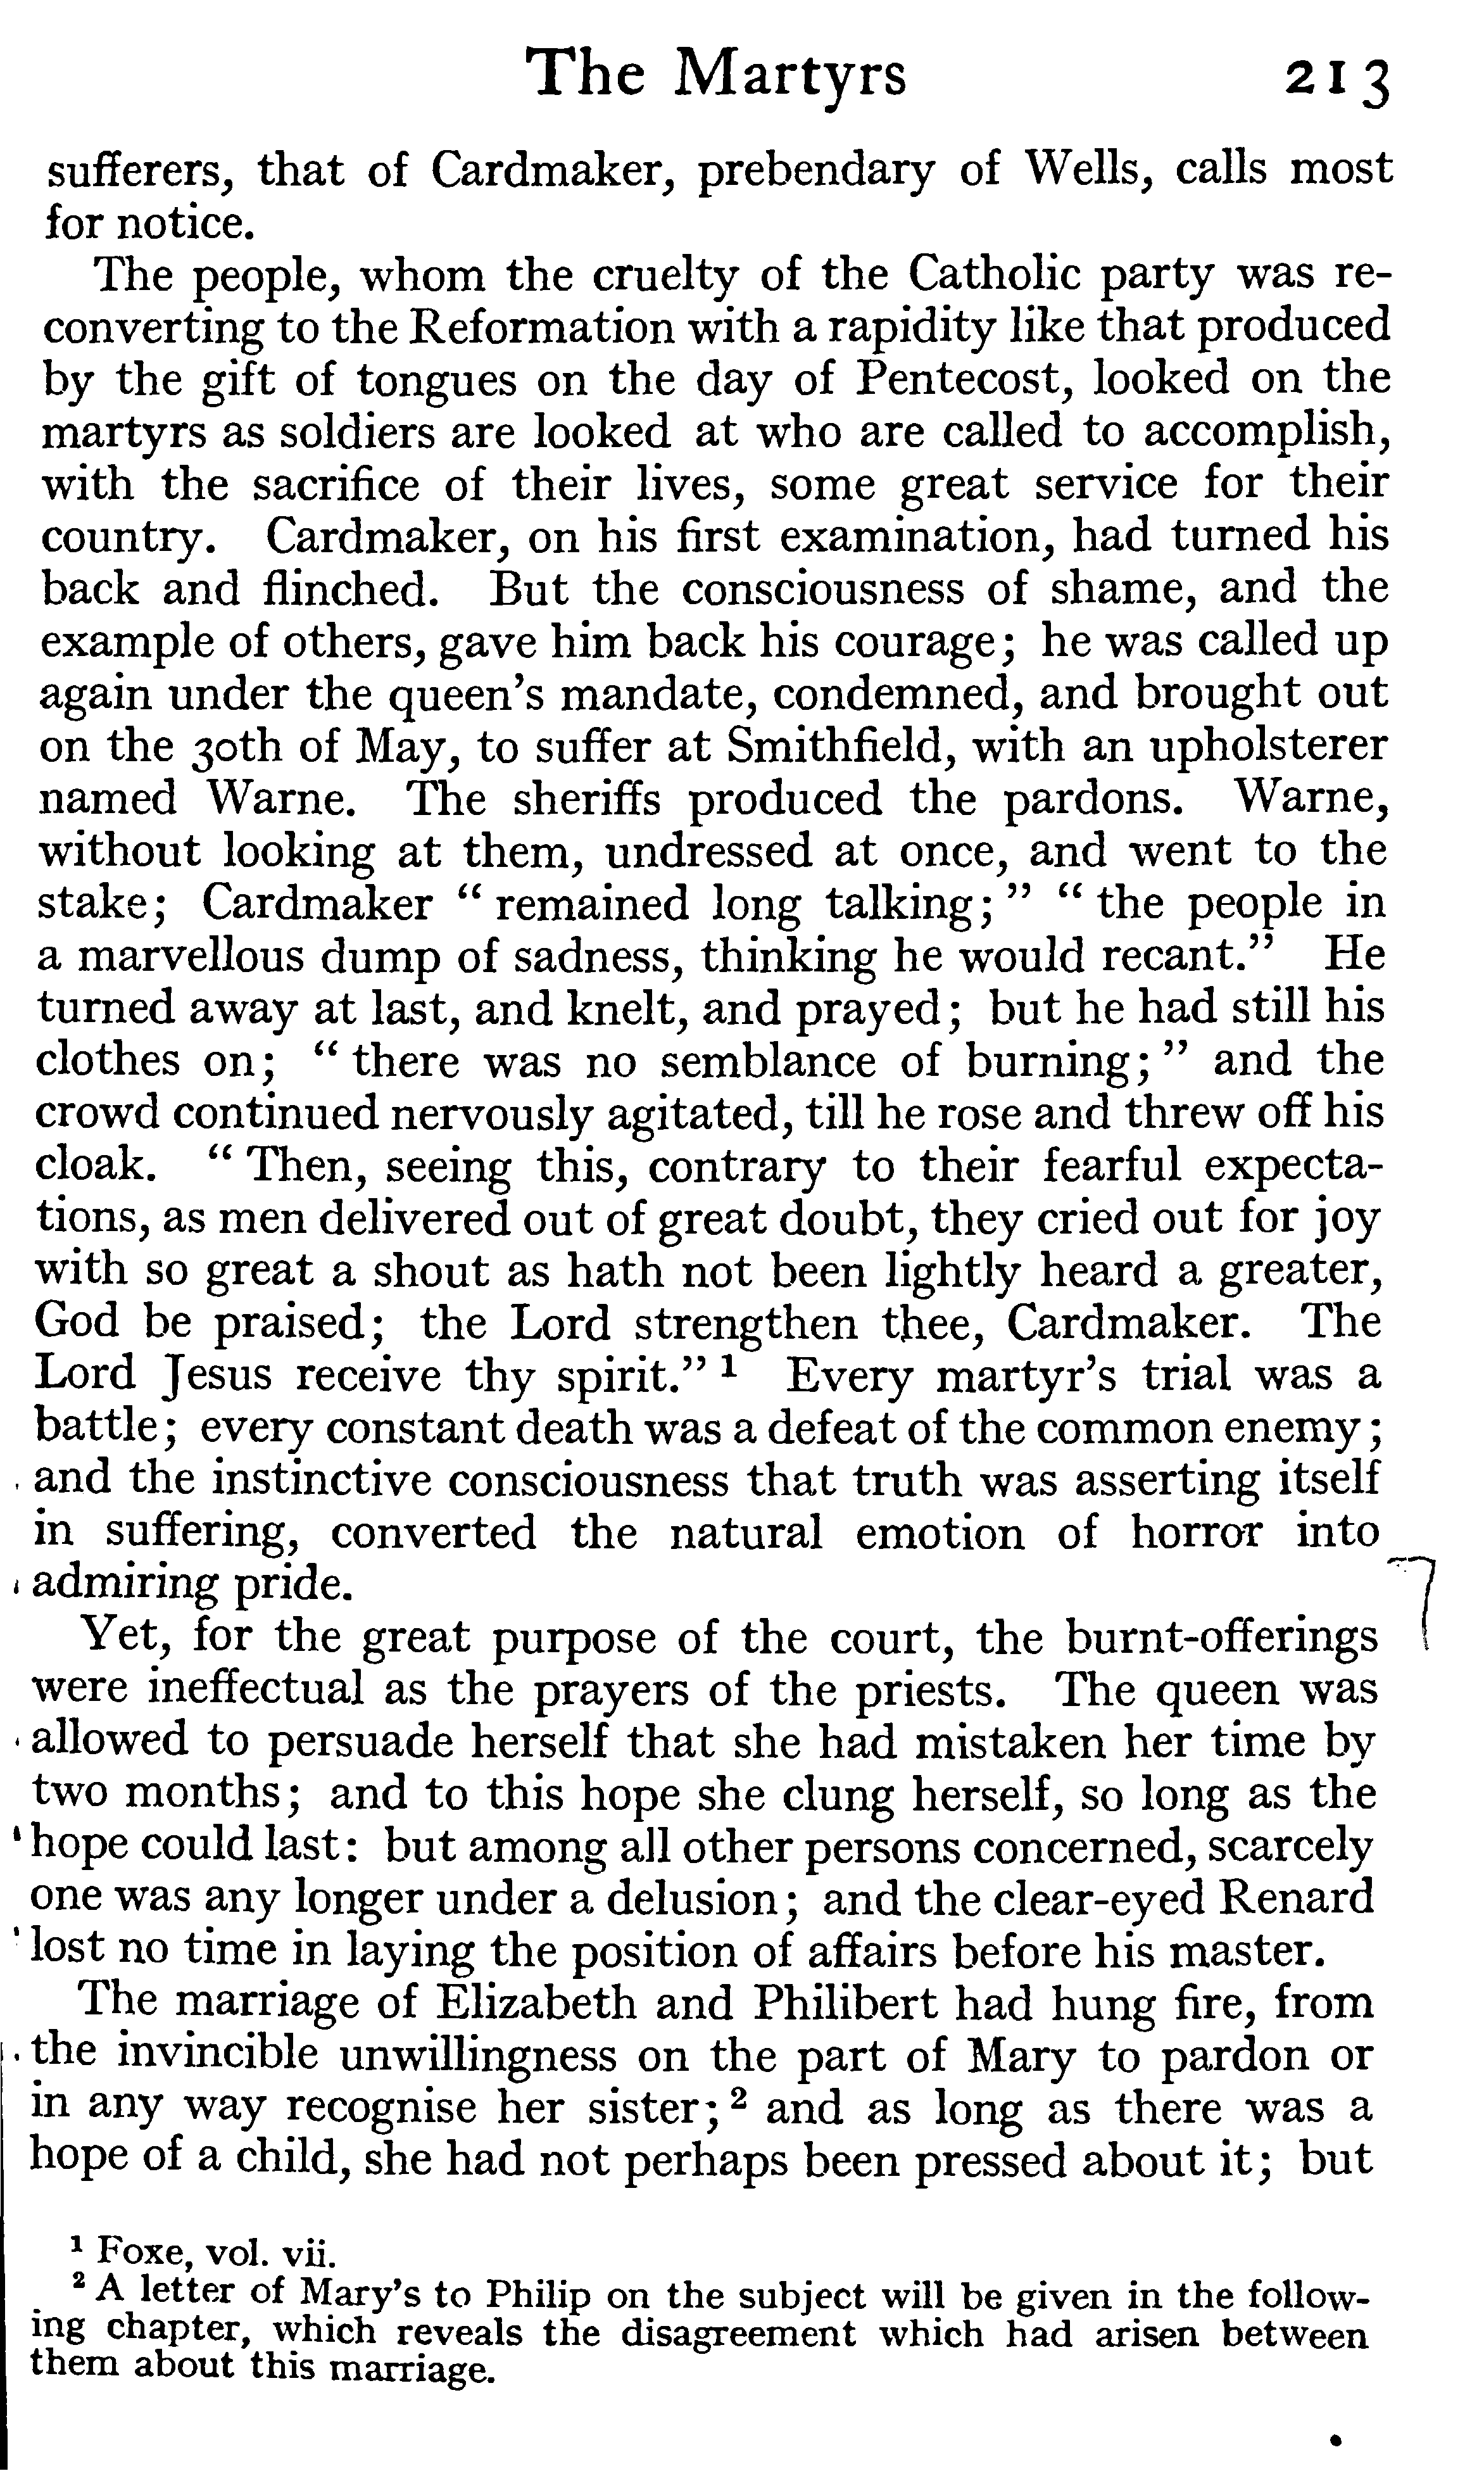 The Martyrs 213
sufferers, that of Cardmaker, prebendary of Wells, calls most
for notice.
The people, whom the cruelty of the Catholic party was re-
converting to the Reformation with a rapidity like that produced
by the gift of tongues on the day of Pentecost, looked on the
martyrs as soldiers are looked at who are called to accomplish,
with the sacrifice of their lives, some great service for their
country. Cardmaker, on his first examination, had turned his
back and flinched. But the consciousness of shame, and the
example of others, gave him back his courage; he was called up
again under the queen's mandate, condemned, and brought out
on the 30th of May, to suffer at Smithfield, with an upholsterer
named Warne. The sheriffs produced the pardons. Warne,
without looking at them, undressed at once, and went to the
stake; Cardmaker “ remained long talking; ” “ the people in
a marvellous dump of sadness, thinking he would recant.” He
turned away at last, and knelt, and prayed; but he had still his
clothes on; “ there was no semblance of burning; ” and the
crowd continued nervously agitated, till he rose and threw off his
cloak. “ Then, seeing this, contrary to their fearful expecta-
tions, as men delivered out of great doubt, they cried out for joy
with so great a shout as hath not been lightly heard a greater,
God be praised; the Lord strengthen thee, Cardmaker. The
Lord Jesus receive thy spirit.” ¹ Every martyr's trial was a
battle; every constant death was a defeat of the common enemy;
and the instinctive consciousness that truth was asserting itself
in suffering, converted the natural emotion of horror into
admiring pride.
Yet, for the great purpose of the court, the burnt-offerings
were ineffectual as the prayers of the priests. The queen was
allowed to persuade herself that she had mistaken her time by
two months; and to this hope she clung herself, so long as the
hope could last: but among all other persons concerned, scarcely
one was any longer under a delusion; and the clear-eyed Renard
lost no time in laying the position of affairs before his master.
The marriage of Elizabeth and Philibert had hung fire, from
the invincible unwillingness on the part of Mary to pardon or
in any way recognise her sister; ² and as long as there was a
hope of a child, she had not perhaps been pressed about it; but
¹ Foxe, vol. vii.
² A letter of Mary's to Philip on the subject will be given in the follow-
ing chapter, which reveals the disagreement which had arisen between
them about this marriage.